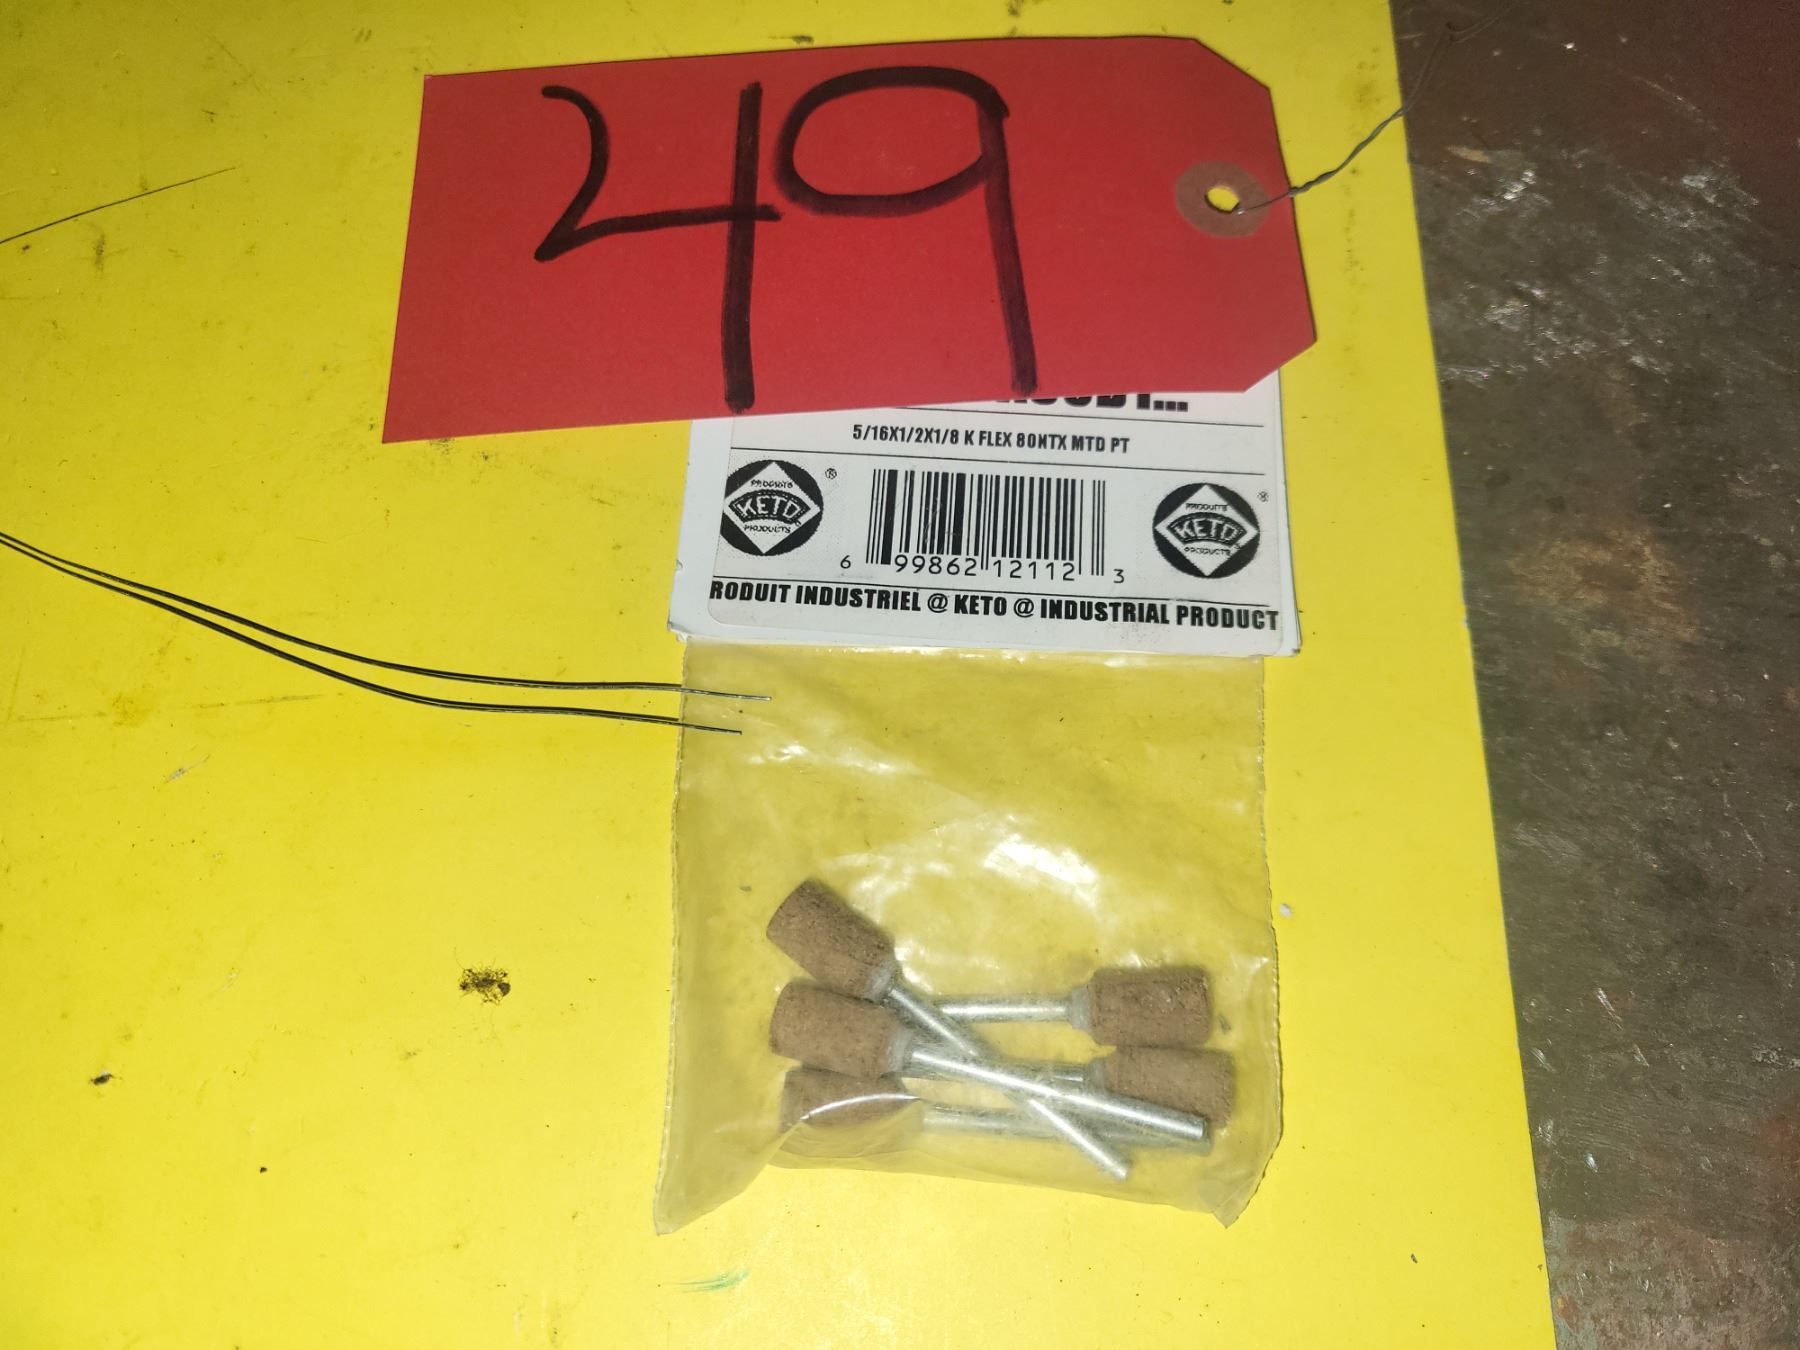 49
5/16X1/2X1/8 K FLEX 80NTX MTD PT
PRODUITS
KETO
PRODUCTS
®
6 99862 12112 3
PRODUITS
KETO
PRODUCTS
®
RODUIT INDUSTRIEL @ KETO @ INDUSTRIAL PRODUCT